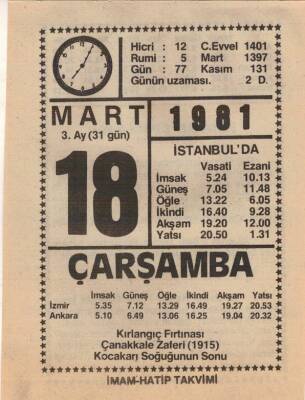 Hicri : 12 C.Evvel 1401
Rumi : 5 Mart 1397
Gün : 77 Kasım 131
Günün uzaması. 2 D.
MART
3. Ay (31 gün)
18
1981
İSTANBUL'DA
Vasati Ezani
İmsak 5.24 10.13
Güneş 7.05 11.48
Öğle 13.22 6.05
İkindi 16.40 9.28
Akşam 19.20 12.00
Yatsı 20.50 1.31
ÇARŞAMBA
İmsak Güneş Öğle İkindi Akşam Yatsı
İzmir 5.35 7.12 13.29 16.49 19.27 20.53
Ankara 5.10 6.49 13.06 16.25 19.04 20.32
Kırlangıç Fırtınası
Çanakkale Zaferi (1915)
Kocakarı Soğuğunun Sonu
İMAM-HATİP TAKVİMİ